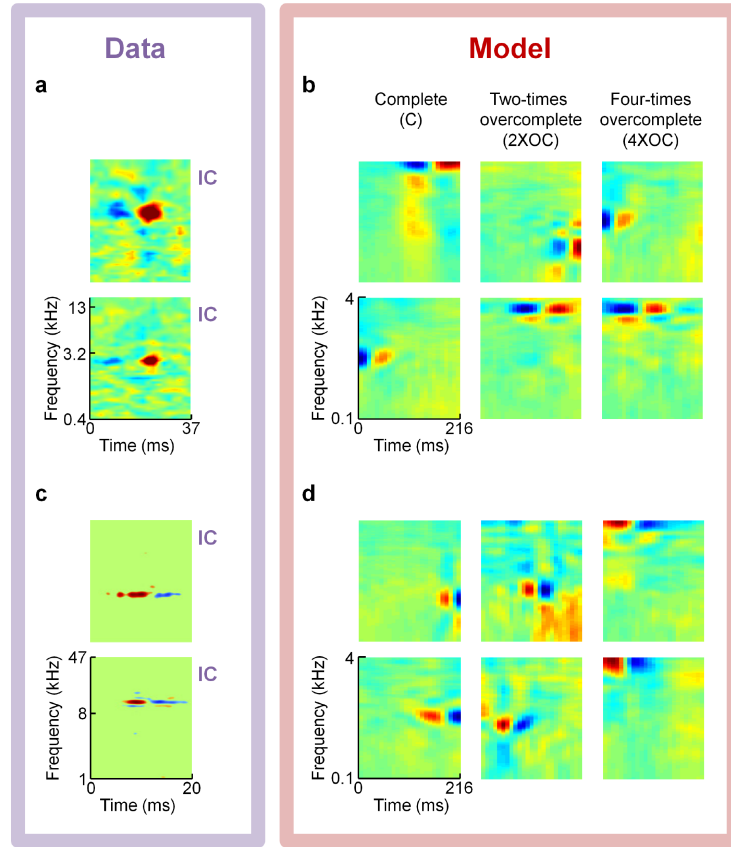 Data
Model
a
b
Complete
(C)
Two-times
overcomplete
(2XOC)
Four-times
overcomplete
(4XOC)
IC
IC
Frequency (kHz)
13
3.2
0.4
0
37
Time (ms)
Frequency (kHz)
4
0.1
0
216
Time (ms)
c
d
IC
IC
Frequency (kHz)
47
8
1
0
20
Time (ms)
Frequency (kHz)
4
0.1
0
216
Time (ms)